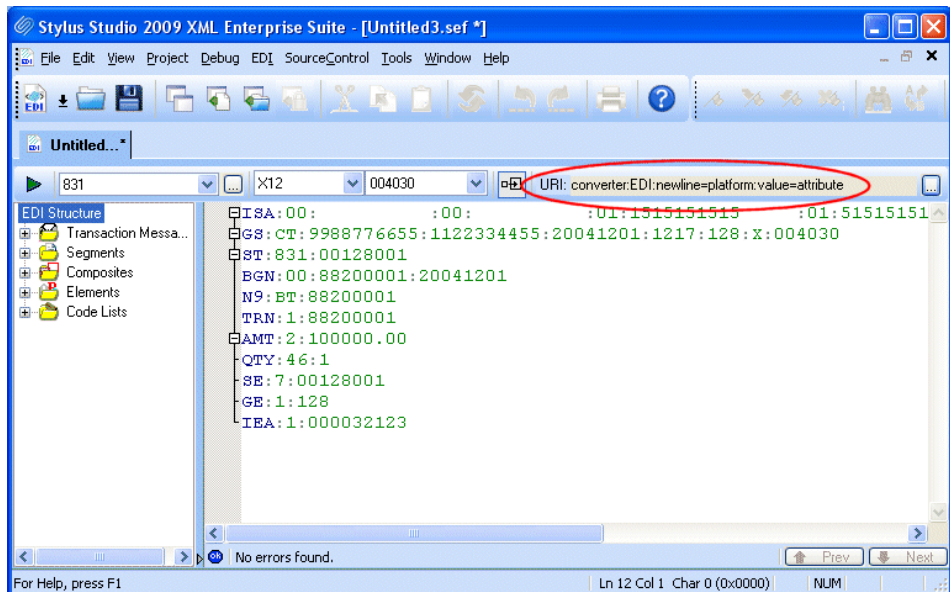 Stylus Studio 2009 XML Enterprise Suite - [Untitled3.sef *]
File Edit View Project Debug EDI SourceControl Tools Window Help
EDI
Untitled...*
831 ... X12 004030 URI: converter:EDI:newline=platform:value=attribute ...
EDI Structure
Transaction Messa...
Segments
Composites
Elements
Code Lists
ISA:00: :00: :01:1515151515 :01:51515151
GS:CT:9988776655:1122334455:20041201:1217:128:X:004030
ST:831:00128001
BGN:00:88200001:20041201
N9:BT:88200001
TRN:1:88200001
AMT:2:100000.00
QTY:46:1
SE:7:00128001
GE:1:128
IEA:1:000032123
ok No errors found. Prev Next
For Help, press F1 Ln 12 Col 1 Char 0 (0x0000) NUM